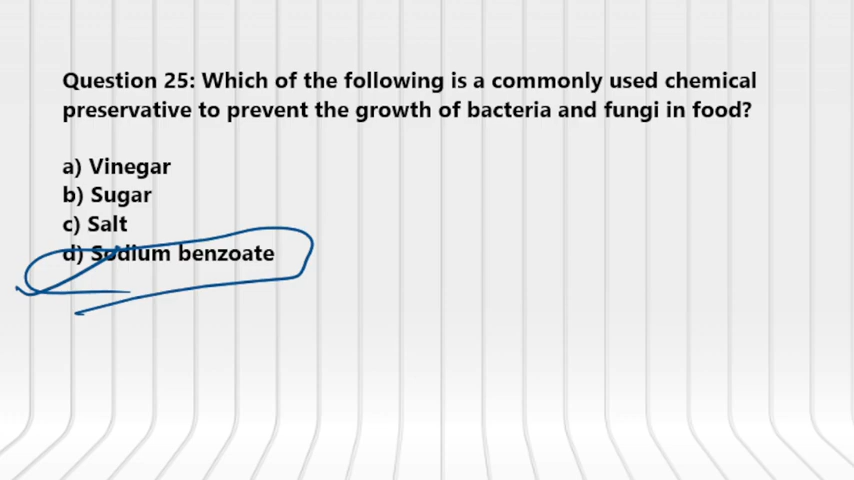 Question 25: Which of the following is a commonly used chemical
preservative to prevent the growth of bacteria and fungi in food?
a) Vinegar
b) Sugar
c) Salt
d) Sodium benzoate